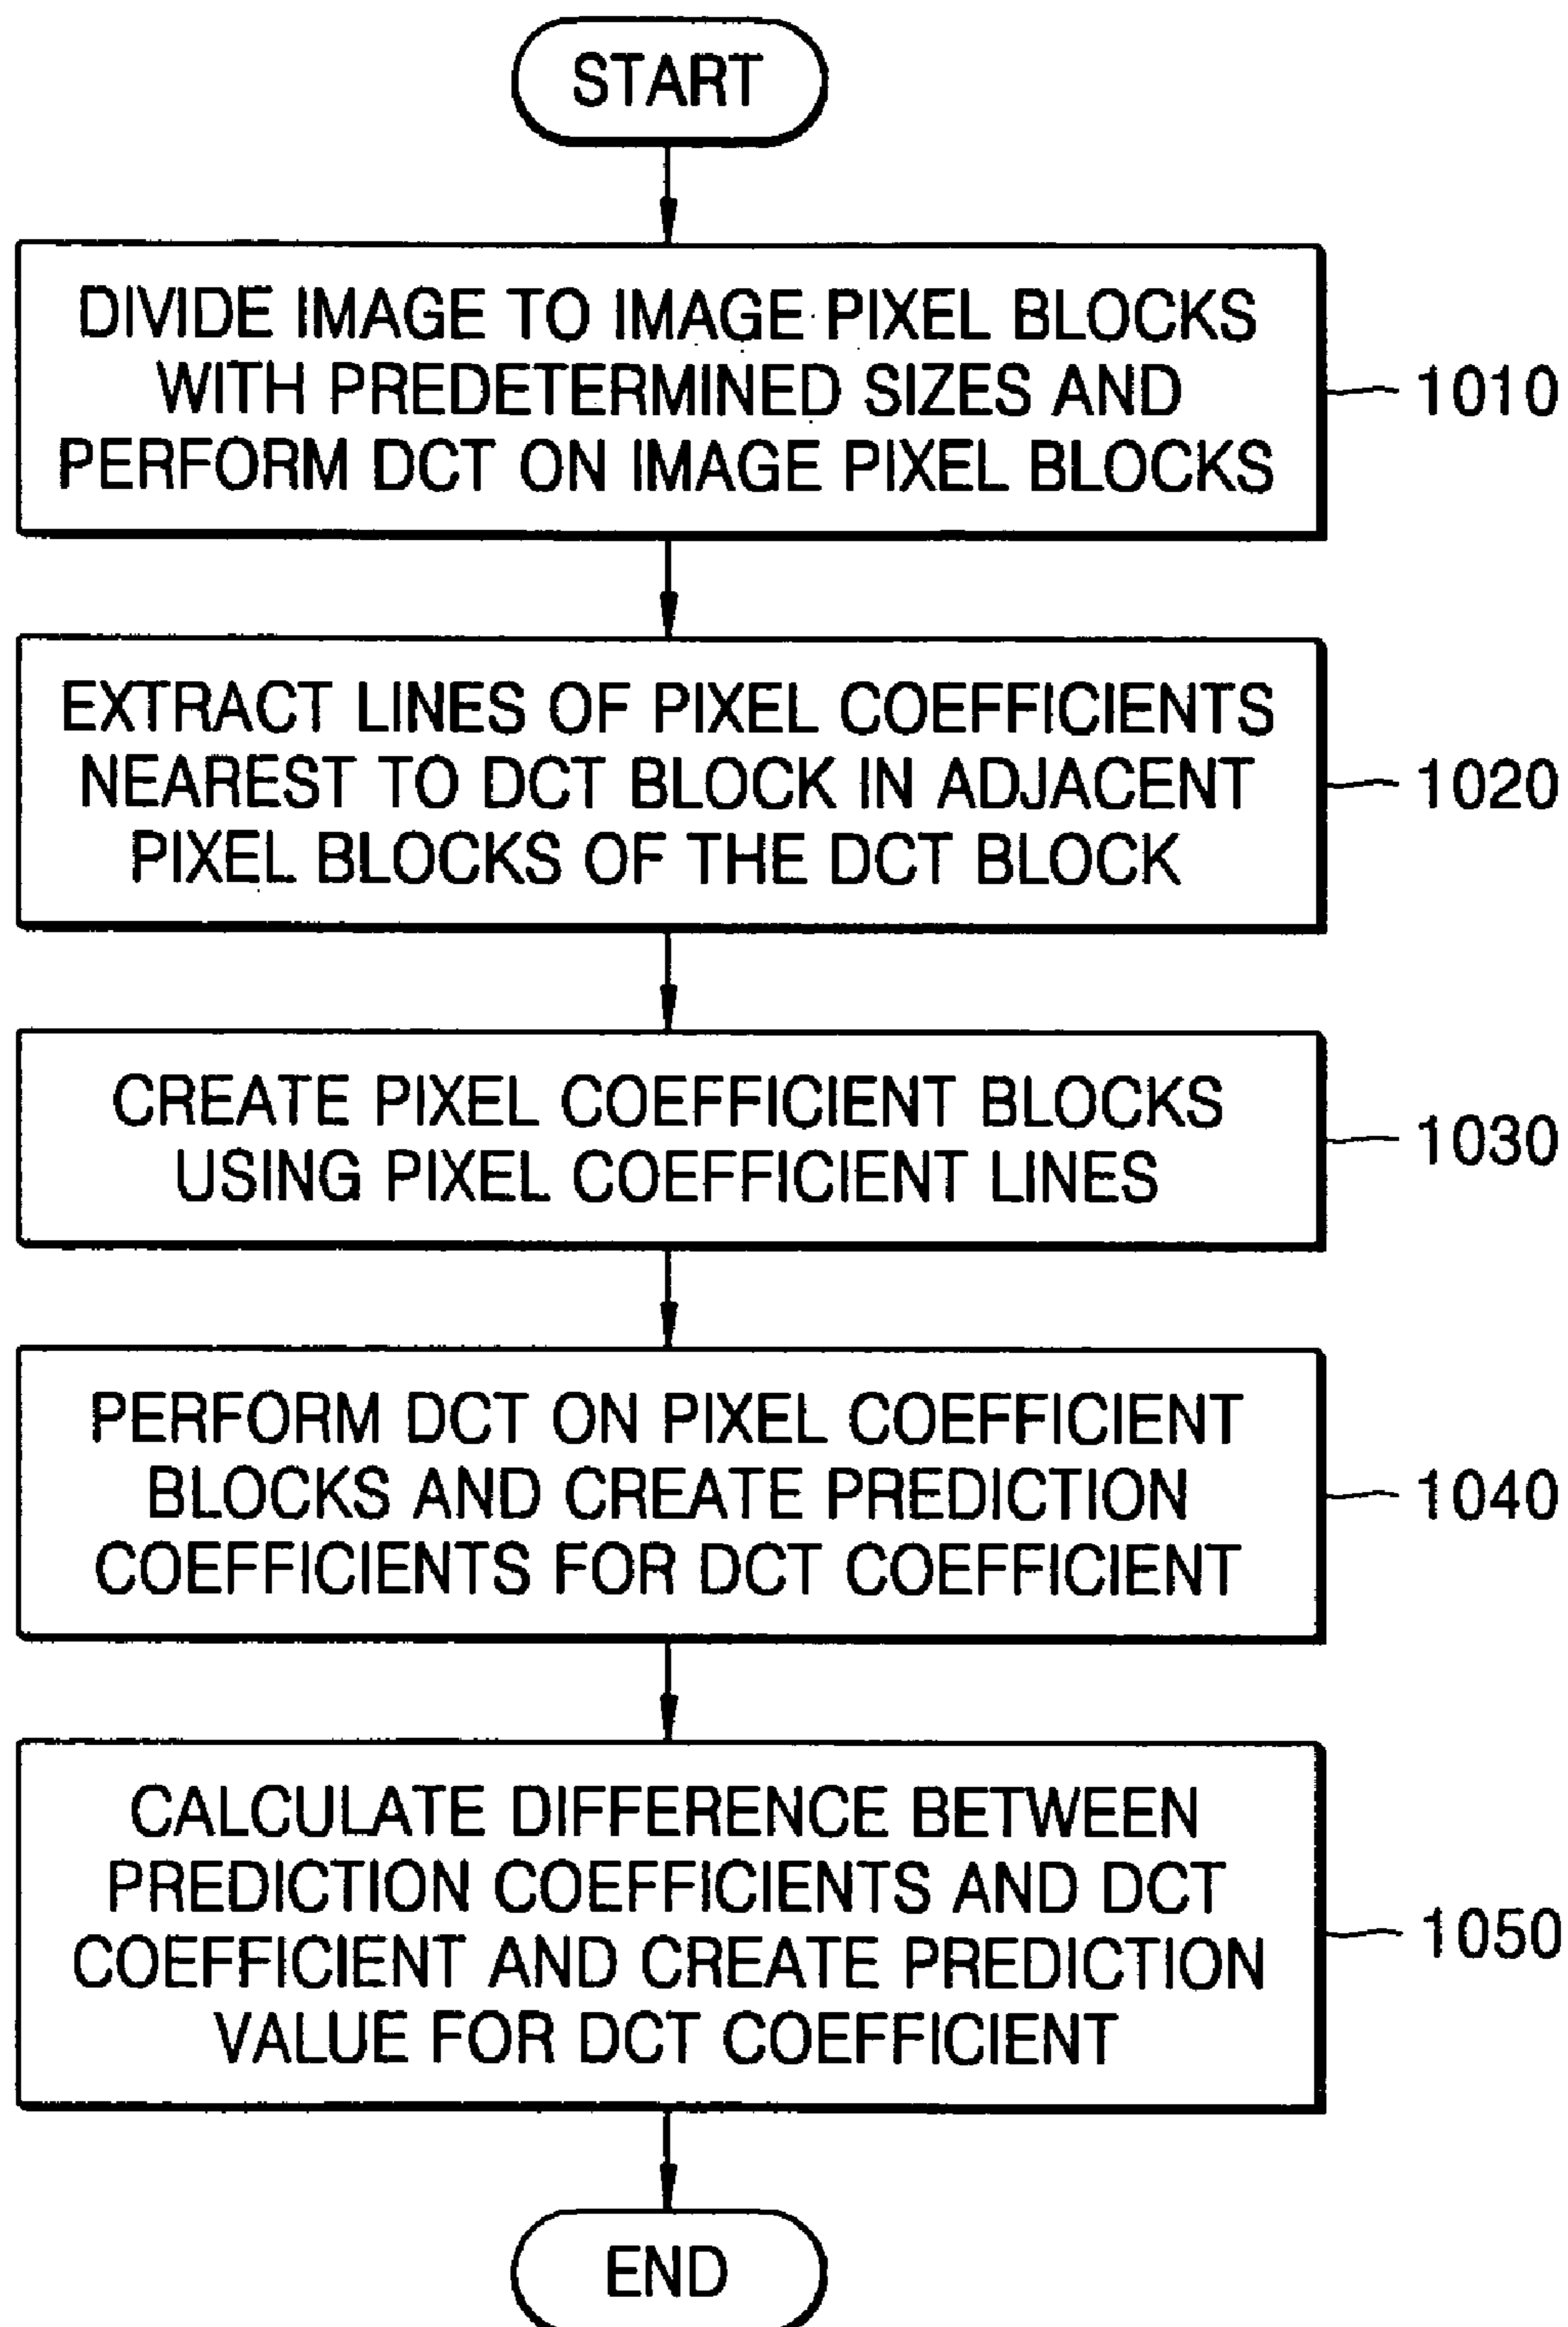 START
DIVIDE IMAGE TO IMAGE PIXEL BLOCKS
WITH PREDETERMINED SIZES AND
PERFORM DCT ON IMAGE PIXEL BLOCKS
1010
EXTRACT LINES OF PIXEL COEFFICIENTS
NEAREST TO DCT BLOCK IN ADJACENT
PIXEL BLOCKS OF THE DCT BLOCK
1020
CREATE PIXEL COEFFICIENT BLOCKS
USING PIXEL COEFFICIENT LINES
1030
PERFORM DCT ON PIXEL COEFFICIENT
BLOCKS AND CREATE PREDICTION
COEFFICIENTS FOR DCT COEFFICIENT
1040
CALCULATE DIFFERENCE BETWEEN
PREDICTION COEFFICIENTS AND DCT
COEFFICIENT AND CREATE PREDICTION
VALUE FOR DCT COEFFICIENT
1050
END